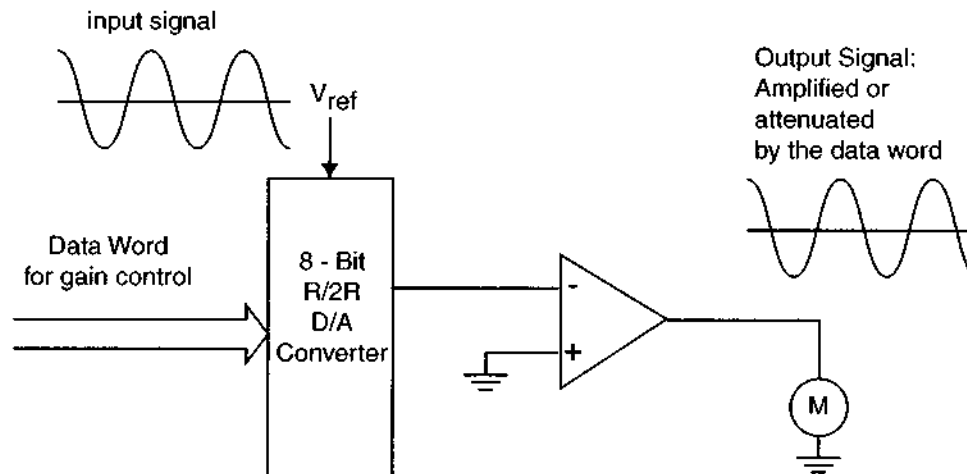 input signal
Vref
Output Signal:
Amplified or
attenuated
by the data word
Data Word
for gain control
8 - Bit
R/2R
D/A
Converter
-
+
M